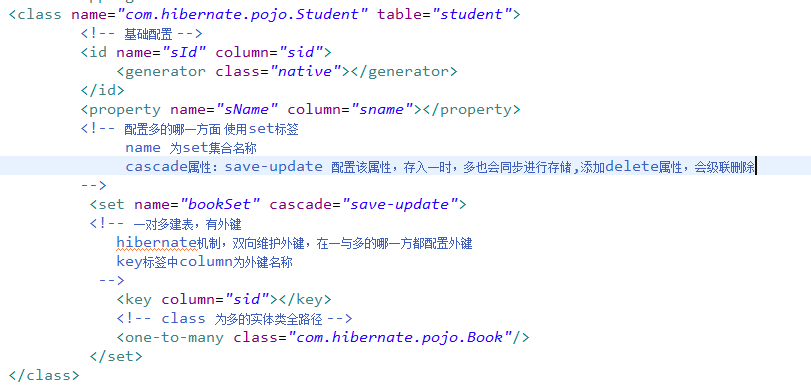 <class name="com.hibernate.pojo.Student" table="student">
<!-- 基础配置 -->
<id name="sId" column="sid">
<generator class="native"></generator>
</id>
<property name="sName" column="sname"></property>
<!-- 配置多的哪一方面 使用set标签
name 为set集合名称
cascade属性：save-update 配置该属性，存入一时，多也会同步进行存储,添加delete属性，会级联删除
-->
<set name="bookSet" cascade="save-update">
<!-- 一对多建表，有外键
hibernate机制，双向维护外键，在一与多的哪一方都配置外键
key标签中column为外键名称
-->
<key column="sid"></key>
<!-- class 为多的实体类全路径 -->
<one-to-many class="com.hibernate.pojo.Book"/>
</set>
</class>